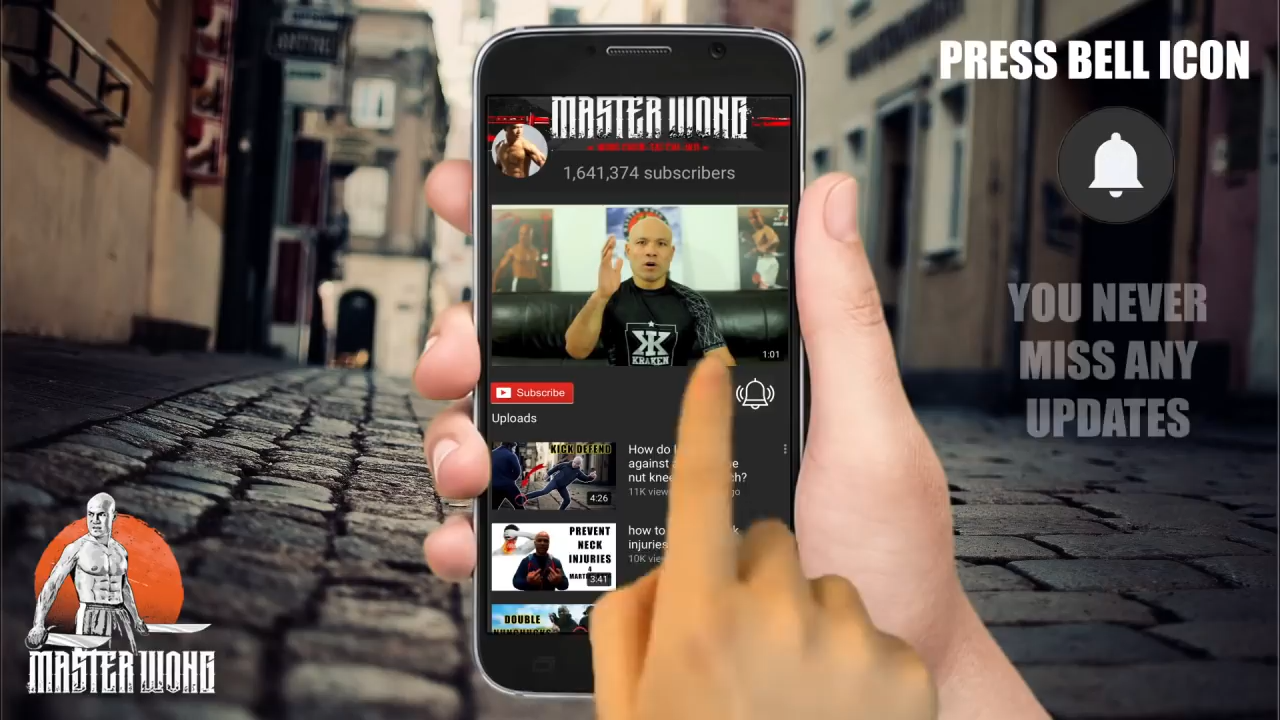 PRESS BELL ICON
MASTER WONG
1,641,374 subscribers
1:01
KRAKEN
Subscribe
Uploads
YOU NEVER
MISS ANY
UPDATES
KICK DEFEND
4:26
How do
against
nut
11K
PREVENT
NECK
INJURIES
4
3:41
how to
injuries
10K
DOUBLE
MASTER WONG